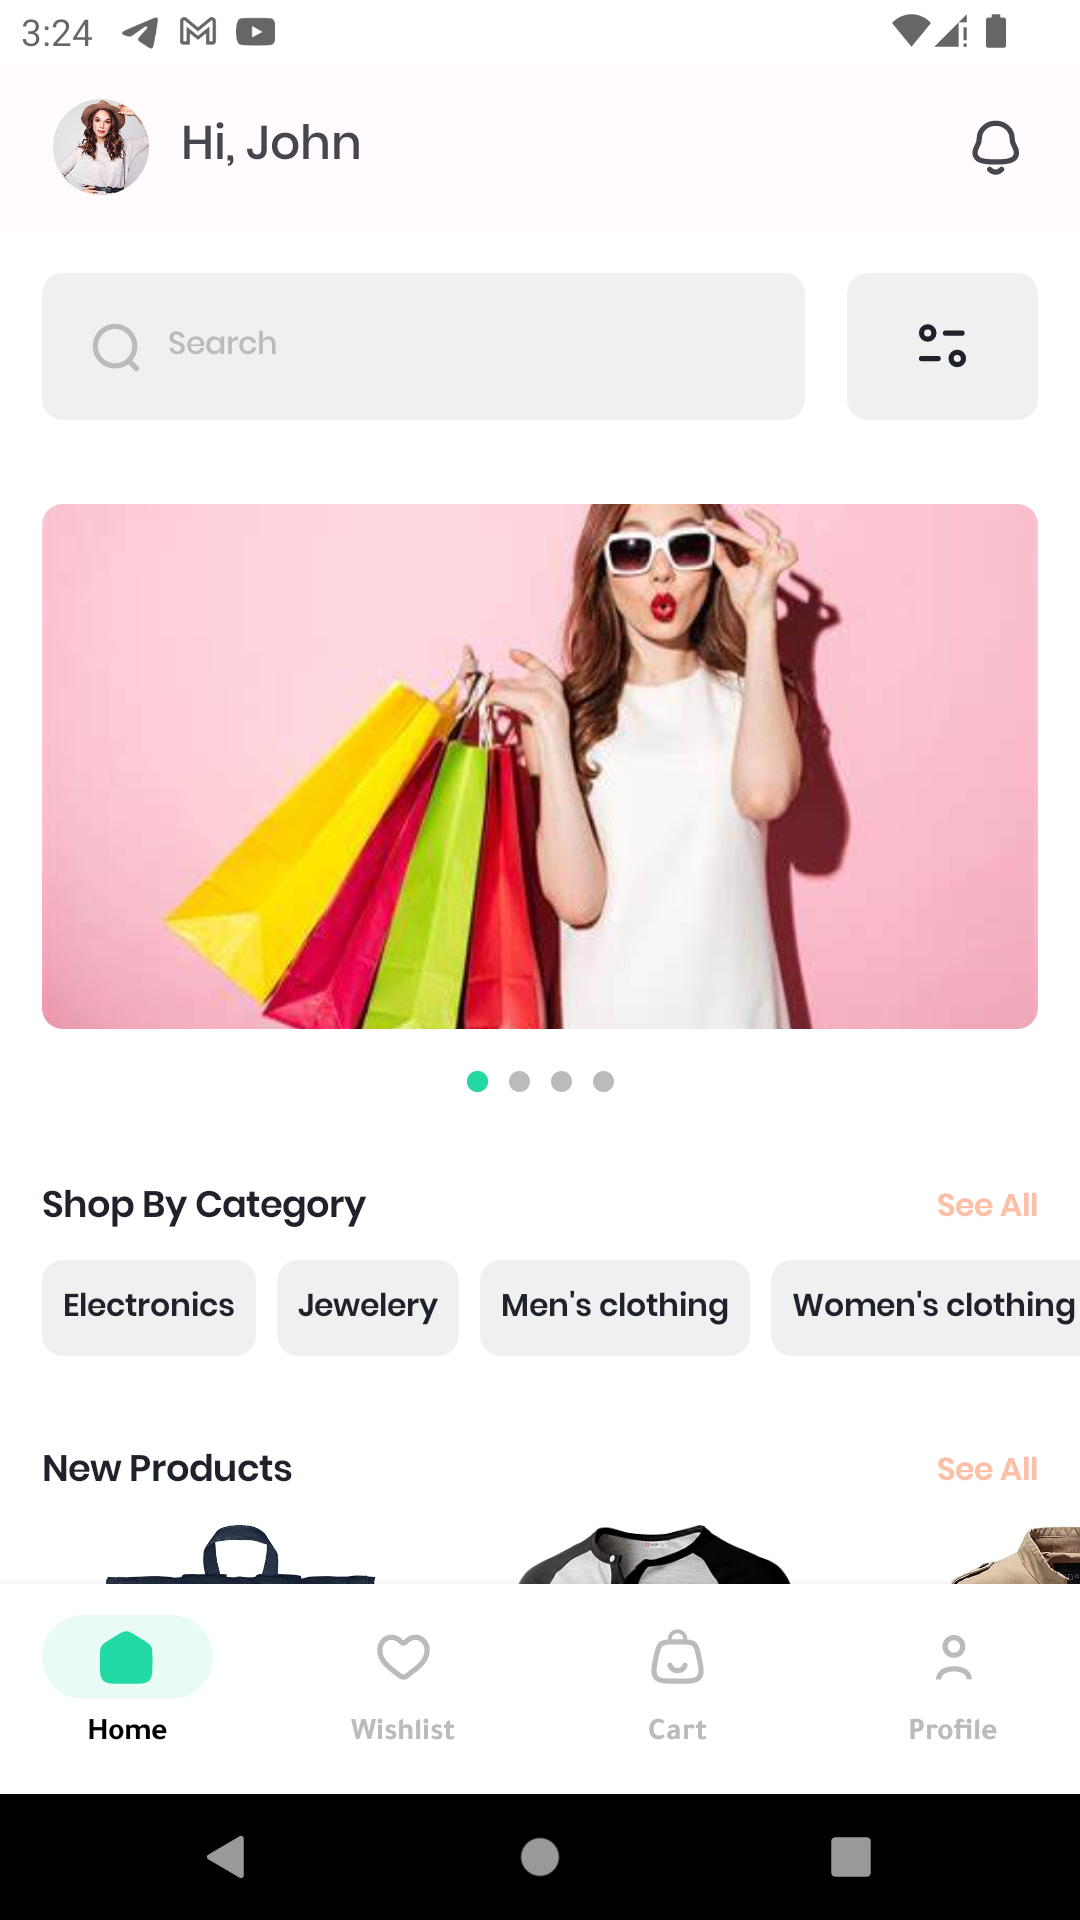 3:24
Hi, John
Search
Shop By Category
See All
Electronics
Jewelery
Men's clothing
Women's clothing
New Products
See All
Home
Wishlist
Cart
Profile